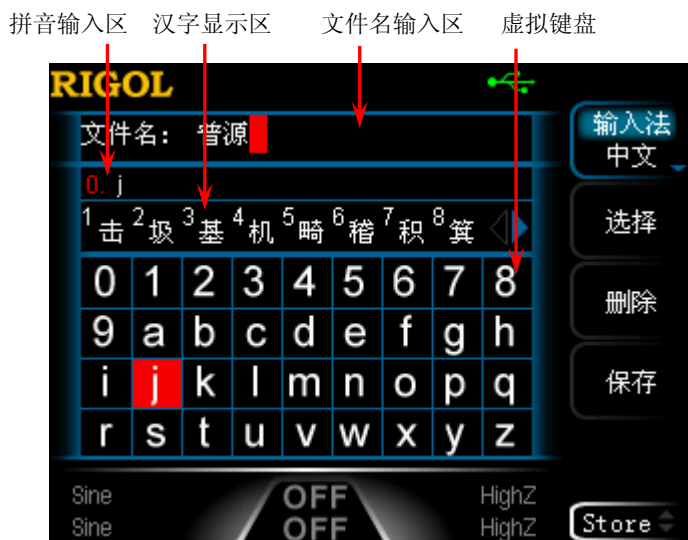 拼音输入区 汉字显示区 文件名输入区 虚拟键盘
RIGOL
文件名： 普源
输入法
中文
0. j
1击 2圾 3基 4机 5畸 6稽 7积 8箕
选择
0 1 2 3 4 5 6 7 8
删除
9 a b c d e f g h
i j k l m n o p q
保存
r s t u v w x y z
Sine OFF HighZ
Sine OFF HighZ
Store